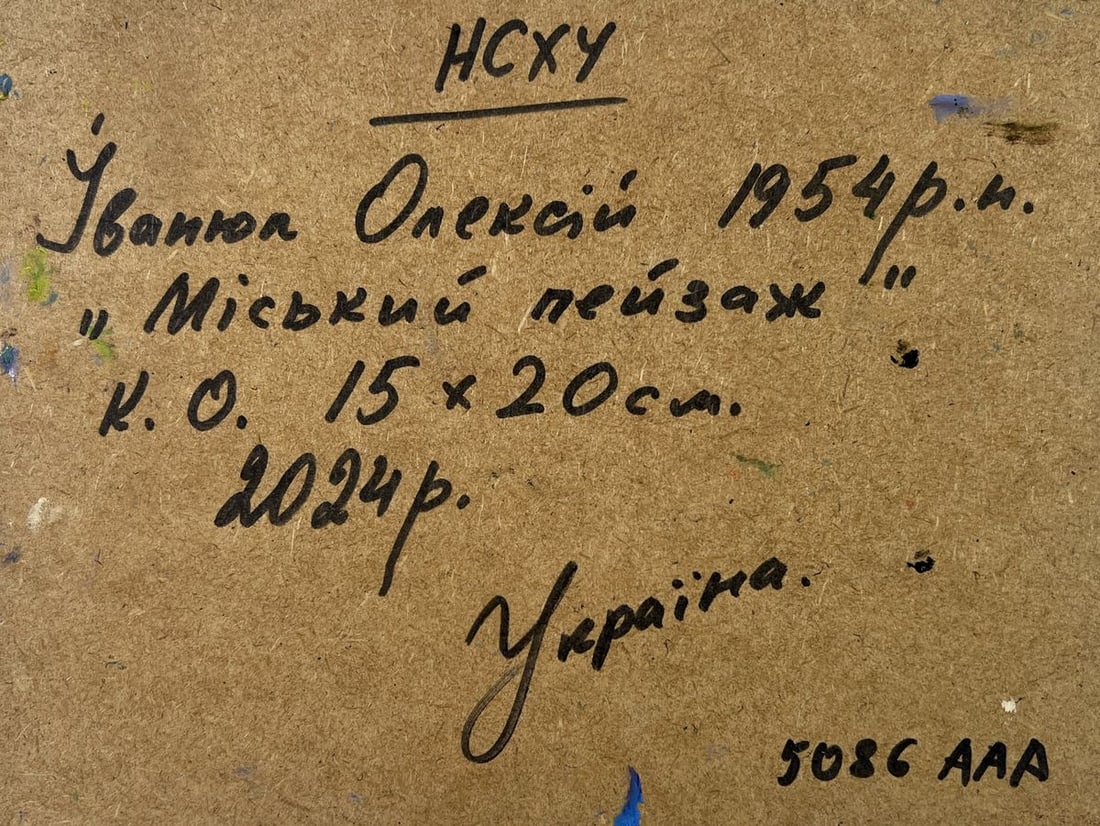 НСХУ
Іванюк Олексій 1954р.н.
„Міський пейзаж"
К.О. 15×20см.
2024р.
Україна.
5086 ААА